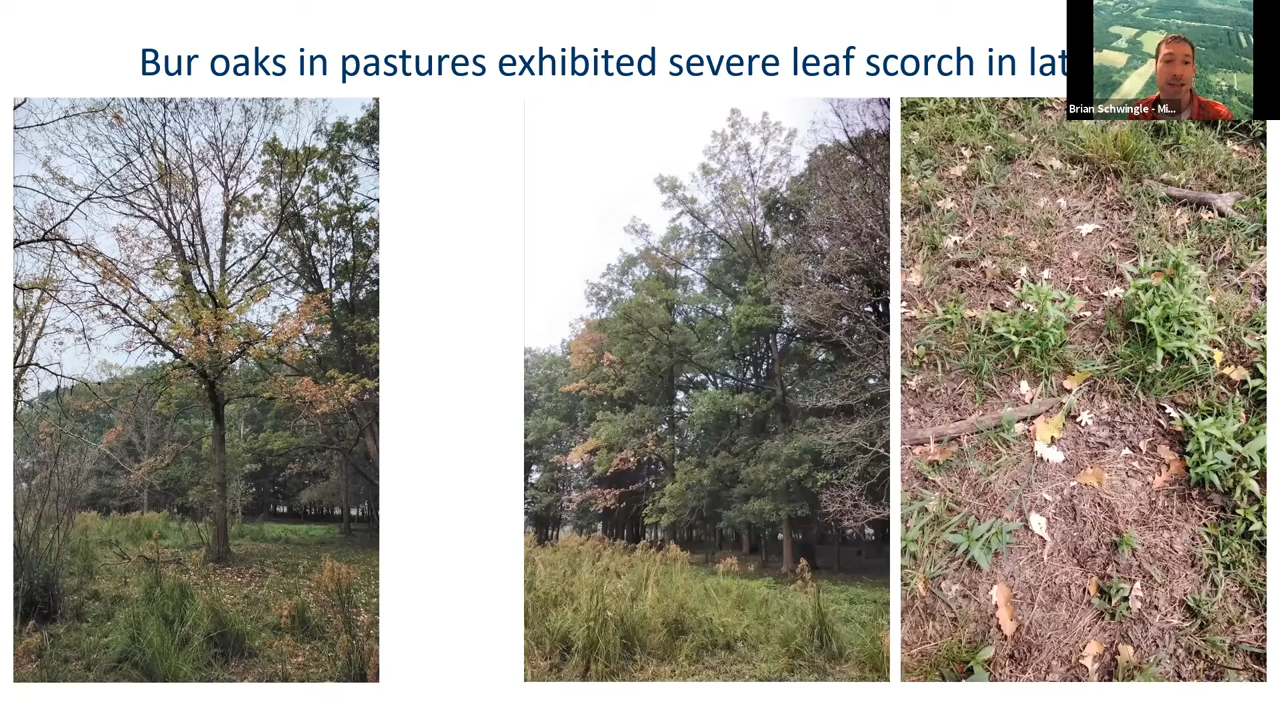 Bur oaks in pastures exhibited severe leaf scorch in lat
Brian Schwingle - Mi...